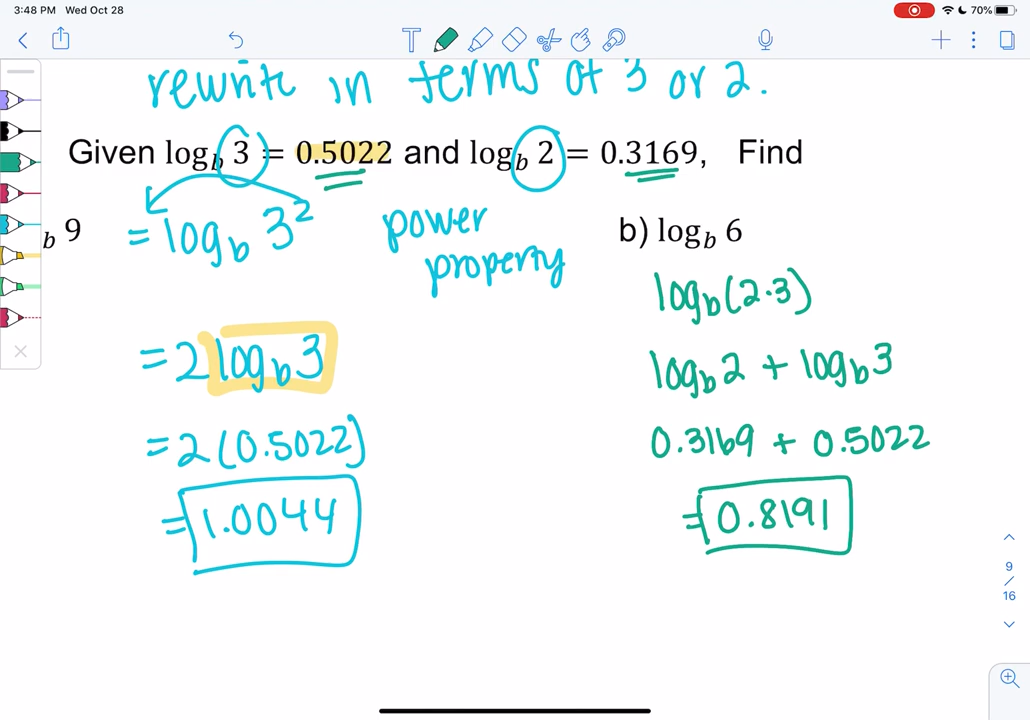 3:48 PM Wed Oct 28
70%
T
rewrite in terms of 3 or 2.
Given log_b 3 = 0.5022 and log_b 2 = 0.3169, Find
b 9
= log_b 3²
power
property
= 2 log_b 3
= 2 (0.5022)
= 1.0044
b) log_b 6
log_b (2·3)
log_b 2 + log_b 3
0.3169 + 0.5022
= 0.8191
9
/
16